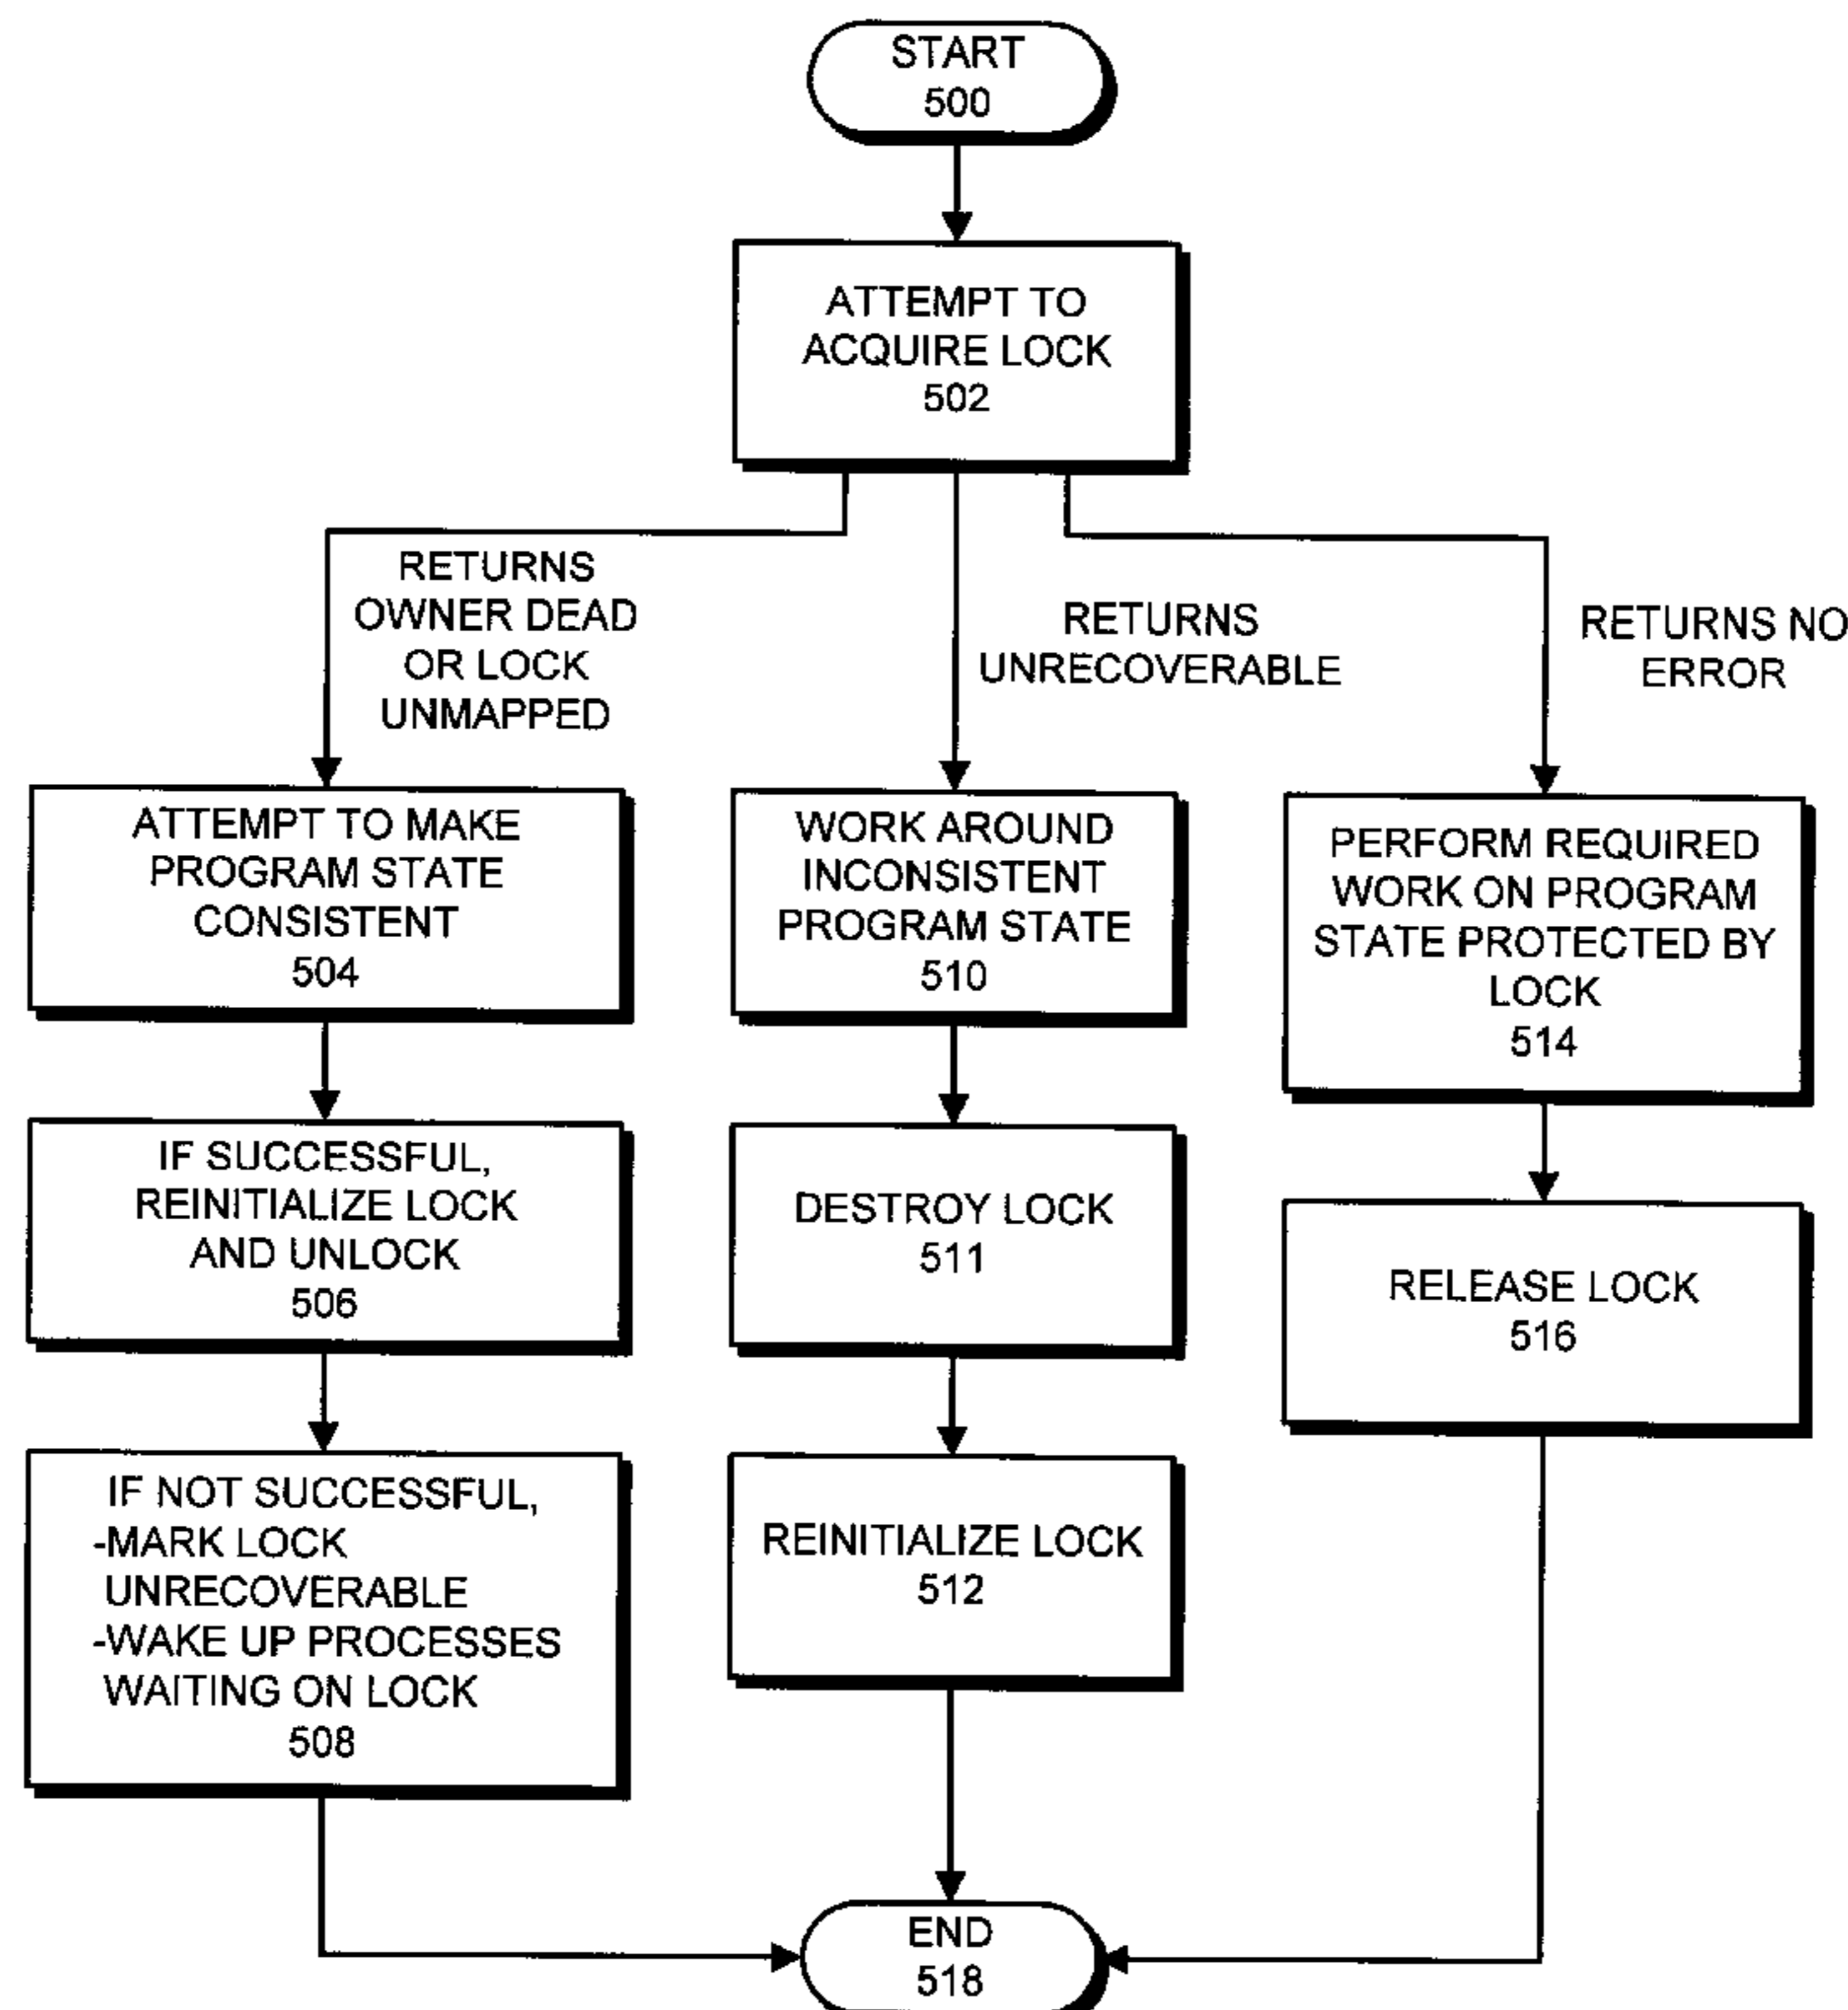 START
500
ATTEMPT TO
ACQUIRE LOCK
502
RETURNS
OWNER DEAD
OR LOCK
UNMAPPED
RETURNS
UNRECOVERABLE
RETURNS NO
ERROR
ATTEMPT TO MAKE
PROGRAM STATE
CONSISTENT
504
WORK AROUND
INCONSISTENT
PROGRAM STATE
510
PERFORM REQUIRED
WORK ON PROGRAM
STATE PROTECTED BY
LOCK
514
IF SUCCESSFUL,
REINITIALIZE LOCK
AND UNLOCK
506
DESTROY LOCK
511
RELEASE LOCK
516
IF NOT SUCCESSFUL,
-MARK LOCK
UNRECOVERABLE
-WAKE UP PROCESSES
WAITING ON LOCK
508
REINITIALIZE LOCK
512
END
518